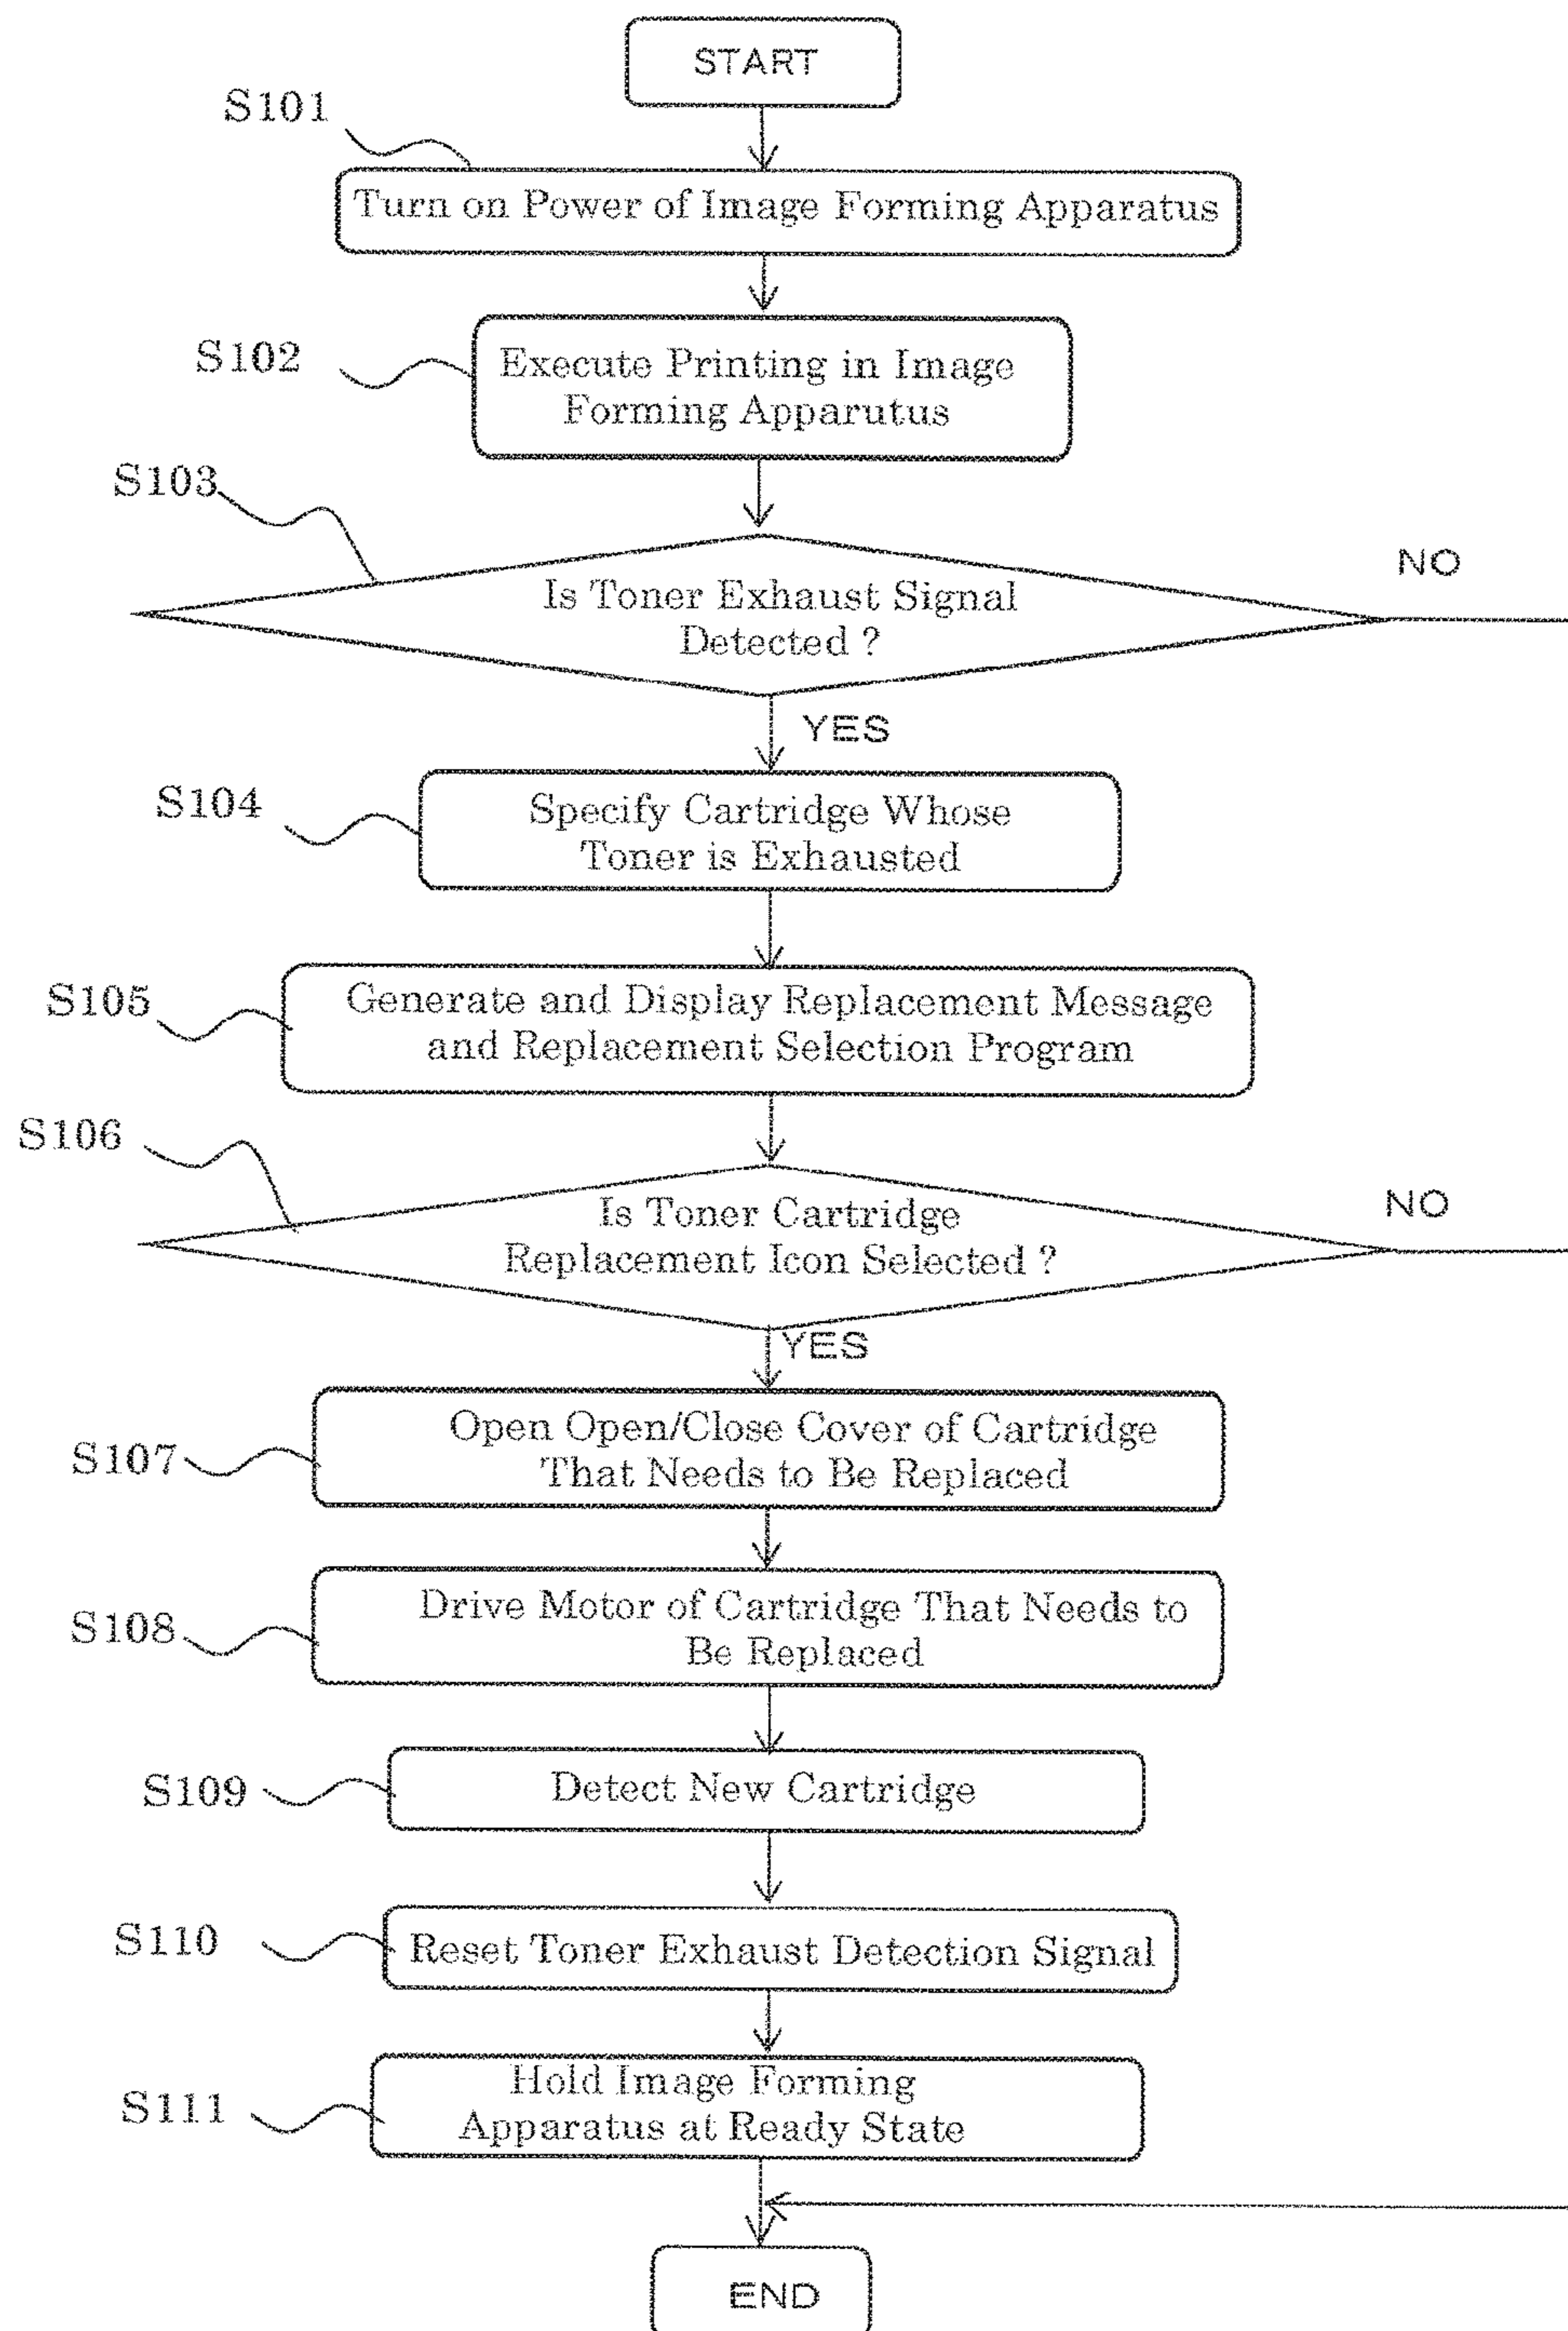 START
S101
Turn on Power of Image Forming Apparatus
S102
Execute Printing in Image
Forming Apparutus
S103
NO
Is Toner Exhaust Signal
Detected ?
YES
S104
Specify Cartridge Whose
Toner is Exhausted
S105
Generate and Display Replacement Message
and Replacement Selection Program
S106
NO
Is Toner Cartridge
Replacement Icon Selected ?
YES
S107
Open Open/Close Cover of Cartridge
That Needs to Be Replaced
S108
Drive Motor of Cartridge That Needs to
Be Replaced
S109
Detect New Cartridge
S110
Reset Toner Exhaust Detection Signal
S111
Hold Image Forming
Apparatus at Ready State
END